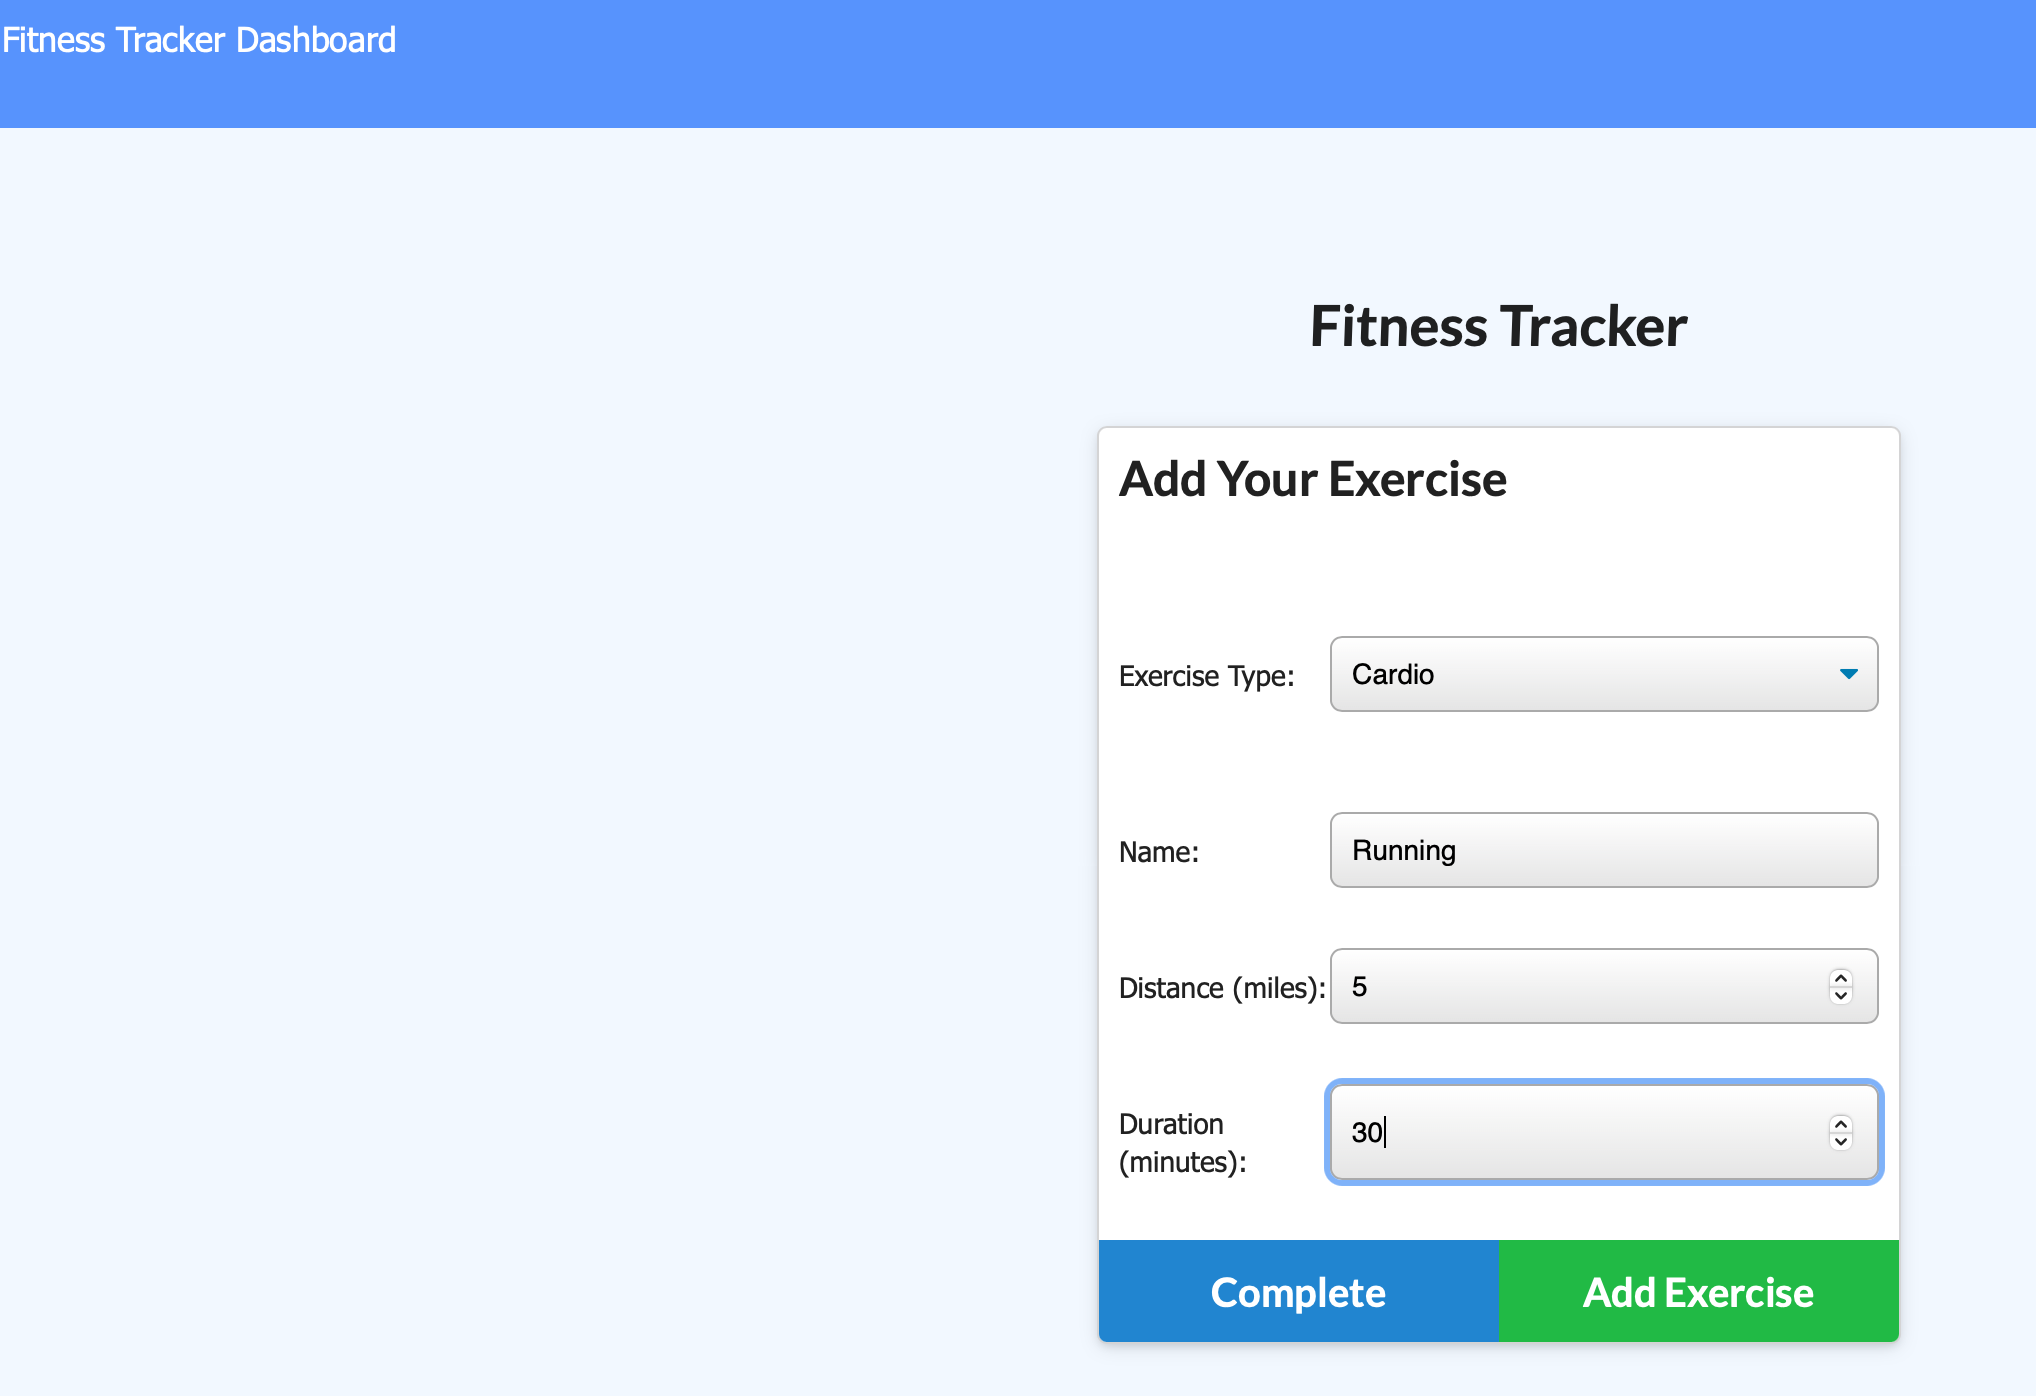 Fitness Tracker Dashboard
Fitness Tracker
Add Your Exercise
Exercise Type: Cardio
Name: Running
Distance (miles): 5
Duration
(minutes): 30
Complete Add Exercise